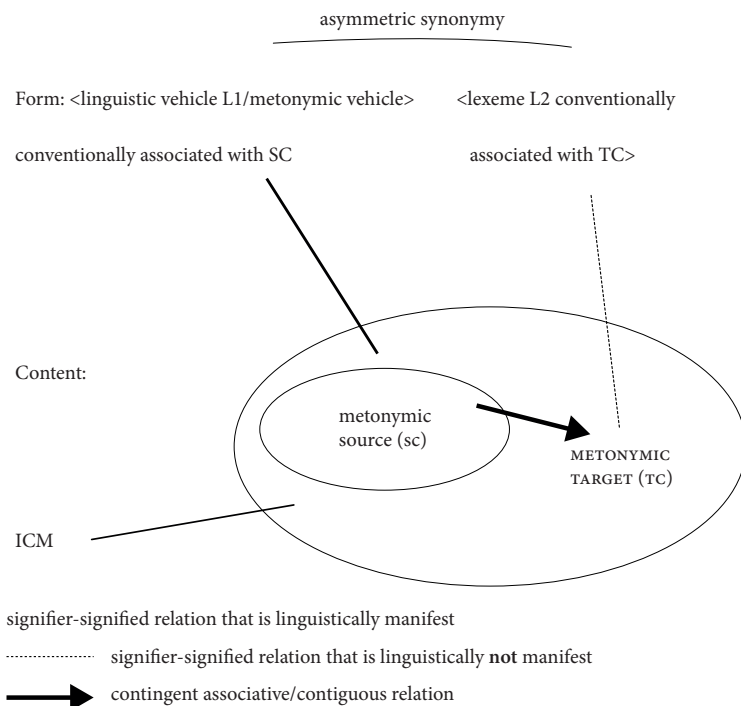 asymmetric synonymy
Form: <linguistic vehicle L1/metonymic vehicle> <lexeme L2 conventionally
conventionally associated with SC associated with TC>
Content:
metonymic
source (sc)
METONYMIC
TARGET (TC)
ICM
signifier-signified relation that is linguistically manifest
signifier-signified relation that is linguistically not manifest
contingent associative/contiguous relation